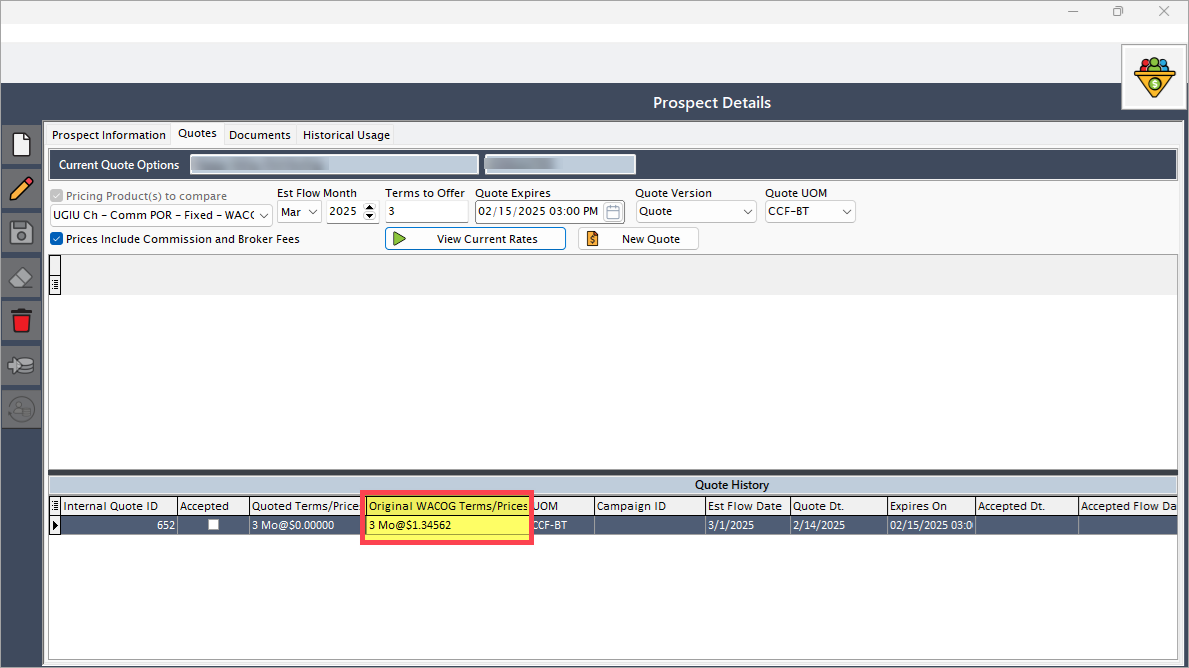 Prospect Details
Prospect Information Quotes Documents Historical Usage
Current Quote Options
Pricing Product(s) to compare Est Flow Month Terms to Offer Quote Expires Quote Version Quote UOM
UGIU Ch - Comm POR - Fixed - WACC Mar 2025 3 02/15/2025 03:00 PM Quote CCF-BT
Prices Include Commission and Broker Fees View Current Rates New Quote
Quote History
Internal Quote ID Accepted Quoted Terms/Price Original WACOG Terms/Prices UOM Campaign ID Est Flow Date Quote Dt. Expires On Accepted Dt. Accepted Flow Da
652 3 Mo@$0.00000 3 Mo@$1.34562 CCF-BT 3/1/2025 2/14/2025 02/15/2025 03:0